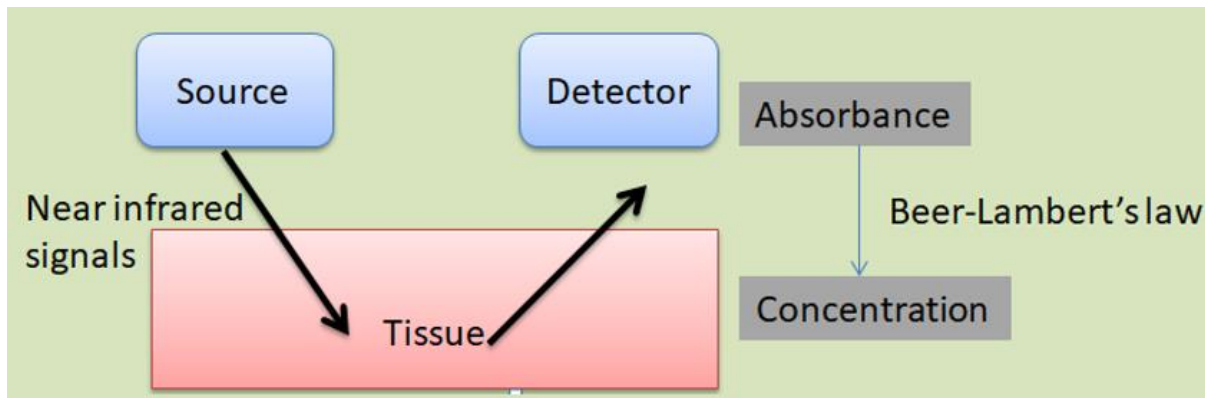 Source
Detector
Absorbance
Near infrared
signals
Beer-Lambert’s law
Tissue
Concentration